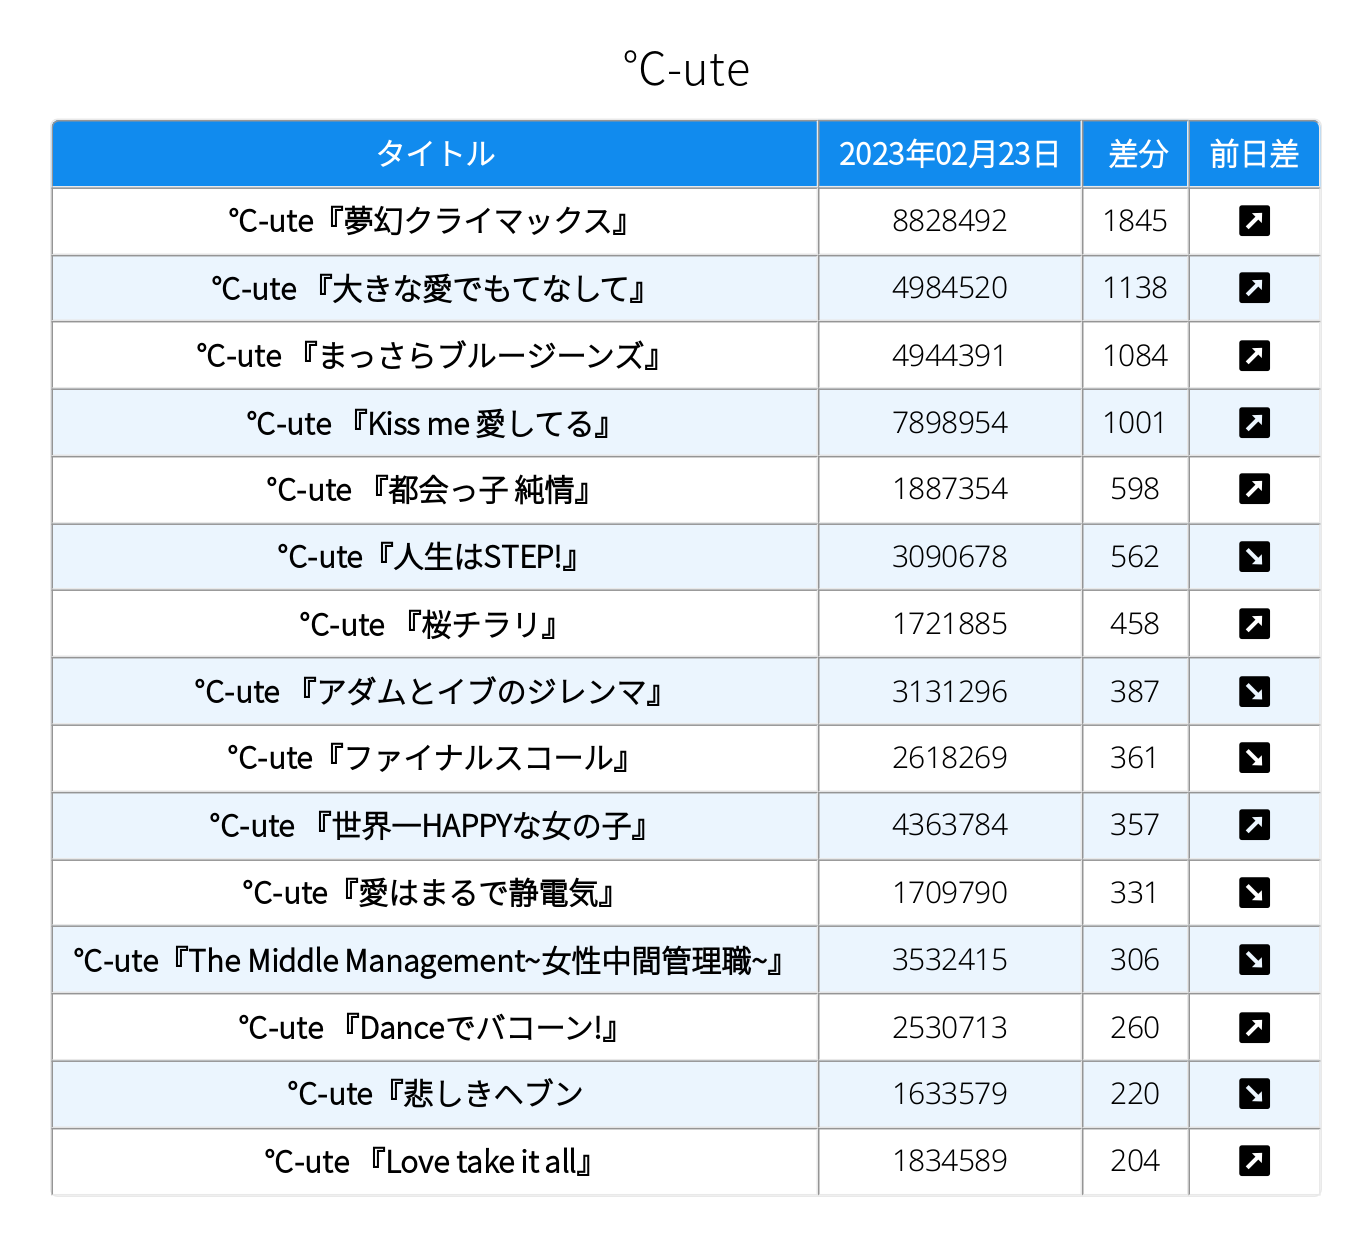 ℃-ute
タイトル 2023年02月23日 差分 前日差
℃-ute『夢幻クライマックス』 8828492 1845
℃-ute 『大きな愛でもてなして』 4984520 1138
℃-ute 『まっさらブルージーンズ』 4944391 1084
℃-ute 『Kiss me 愛してる』 7898954 1001
℃-ute 『都会っ子 純情』 1887354 598
℃-ute『人生はSTEP!』 3090678 562
℃-ute 『桜チラリ』 1721885 458
℃-ute 『アダムとイブのジレンマ』 3131296 387
℃-ute『ファイナルスコール』 2618269 361
℃-ute 『世界一HAPPYな女の子』 4363784 357
℃-ute『愛はまるで静電気』 1709790 331
℃-ute『The Middle Management~女性中間管理職~』 3532415 306
℃-ute 『Danceでバコーン!』 2530713 260
℃-ute『悲しきヘブン 1633579 220
℃-ute 『Love take it all』 1834589 204